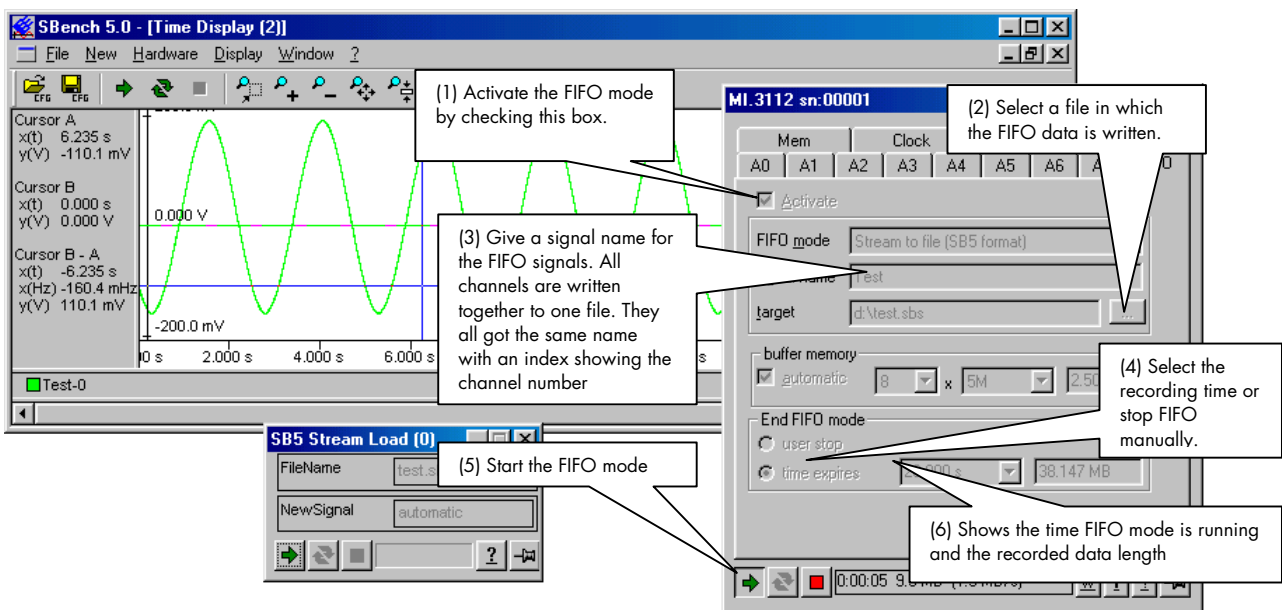 SBench 5.0 - [Time Display (2)]
File New Hardware Display Window ?
CFG CFG
Cursor A
x(t) 6.235 s
y(V) -110.1 mV
Cursor B
x(t) 0.000 s
y(V) 0.000 V
Cursor B - A
x(t) -6.235 s
x(Hz) -160.4 mHz
y(V) 110.1 mV
0.000 V
-200.0 mV
2.000 s 4.000 s 6.000 s
Test-0
(1) Activate the FIFO mode
by checking this box.
MI.3112 sn:00001
(2) Select a file in which
the FIFO data is written.
Mem Clock
A0 A1 A2 A3 A4 A5 A6
Activate
FIFO mode Stream to file (SB5 format)
Test
target d:\test.sbs ...
(3) Give a signal name for
the FIFO signals. All
channels are written
together to one file. They
all got the same name
with an index showing the
channel number
buffer memory
automatic 8 x 5M
(4) Select the
recording time or
stop FIFO
manually.
End FIFO mode
user stop
time expires 38.147 MB
SB5 Stream Load (0)
FileName
NewSignal automatic
?
(5) Start the FIFO mode
(6) Shows the time FIFO mode is running
and the recorded data length
0:00:05